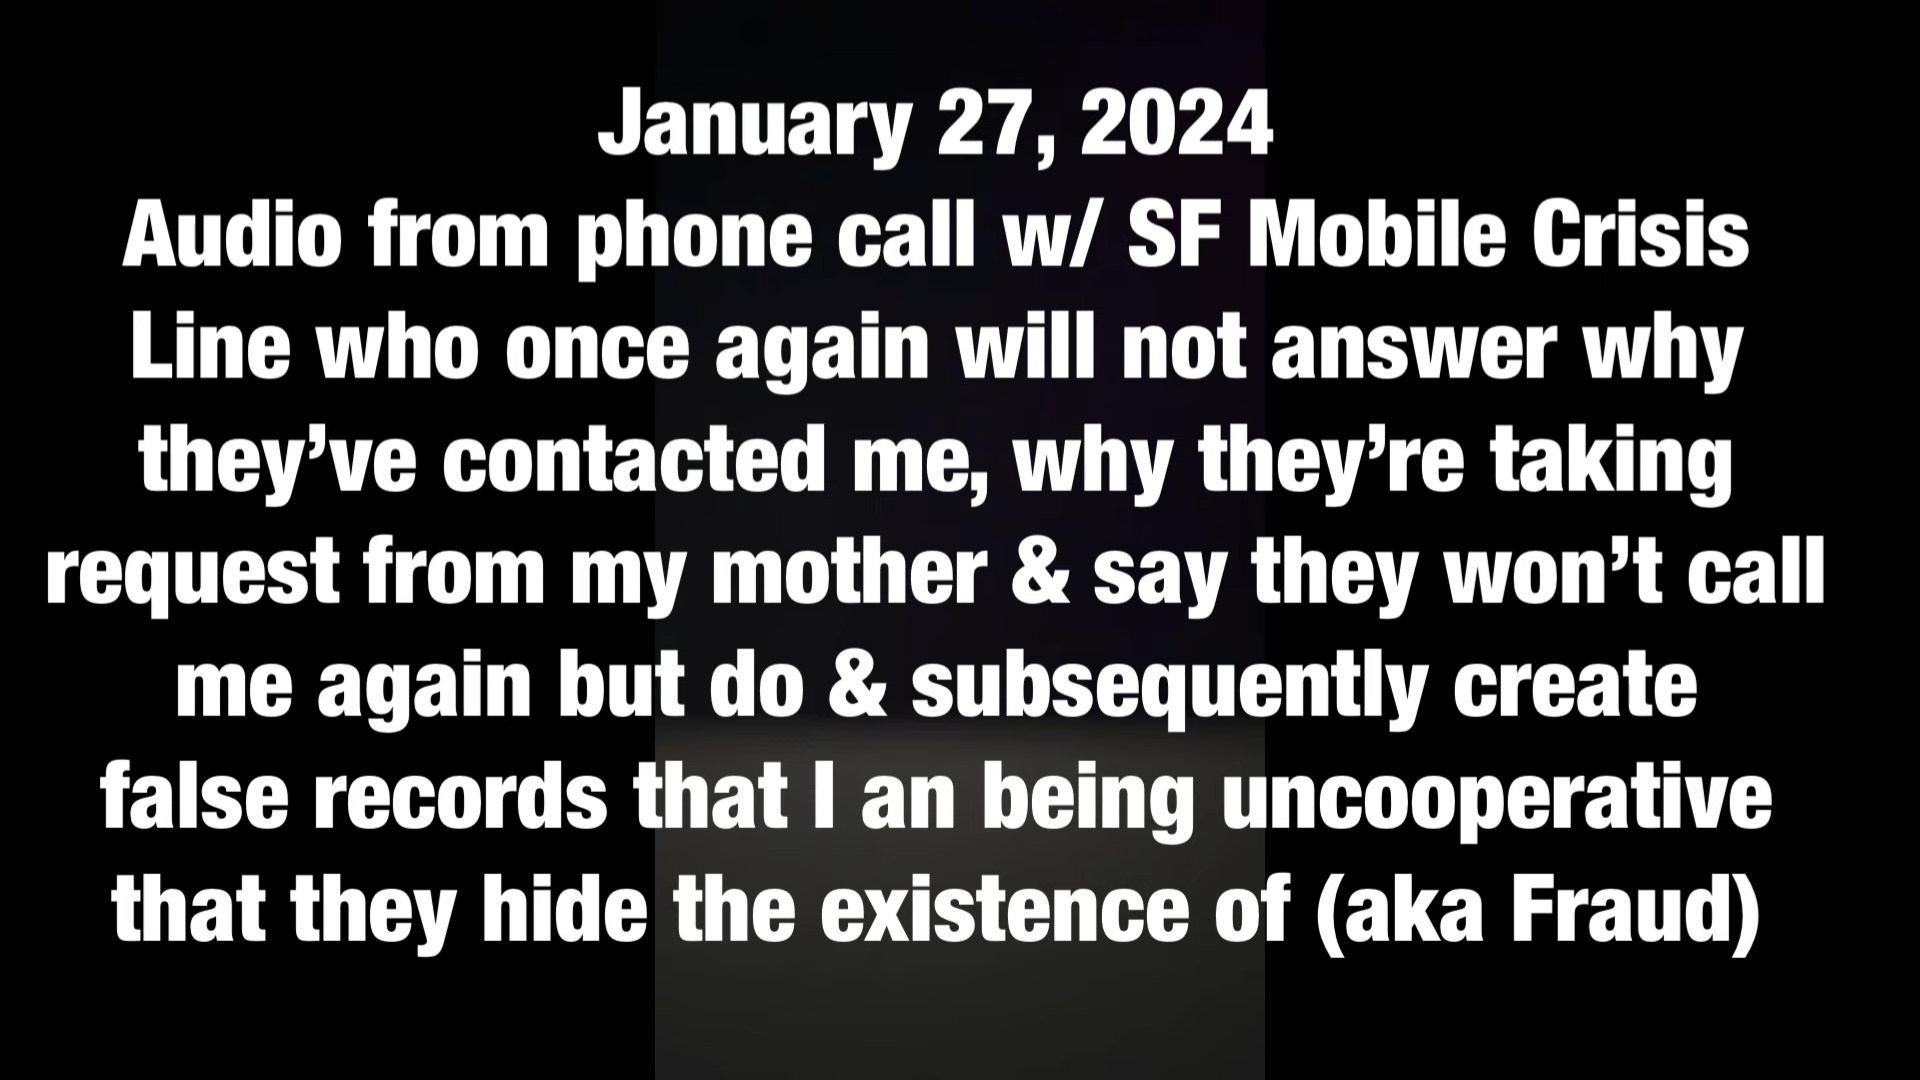 January 27, 2024
Audio from phone call w/ SF Mobile Crisis
Line who once again will not answer why
they’ve contacted me, why they’re taking
request from my mother & say they won’t call
me again but do & subsequently create
false records that I an being uncooperative
that they hide the existence of (aka Fraud)